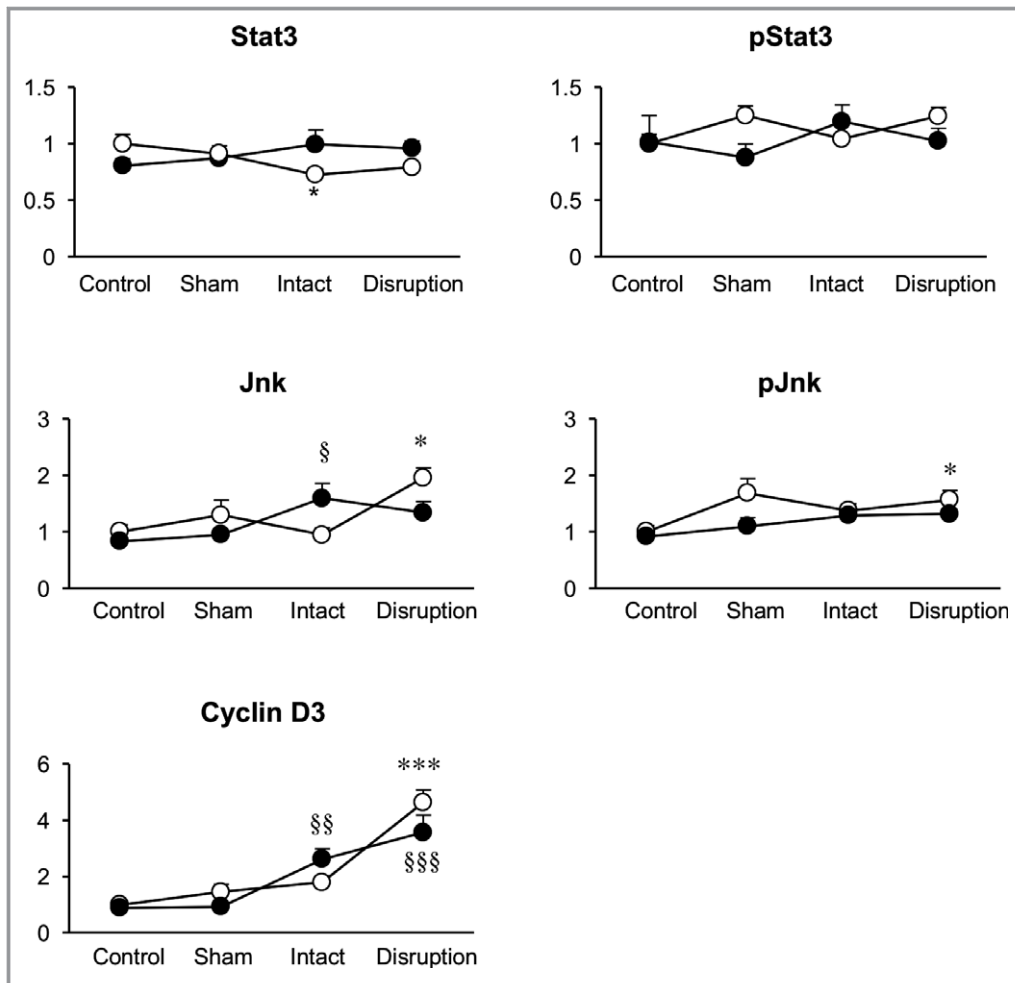 Stat3
1.5
1
0.5
0
*
Control Sham Intact Disruption
pStat3
1.5
1
0.5
0
Control Sham Intact Disruption
Jnk
3
2
1
0
§
*
Control Sham Intact Disruption
pJnk
3
2
1
0
*
Control Sham Intact Disruption
Cyclin D3
6
4
2
0
***
§§
§§§
Control Sham Intact Disruption